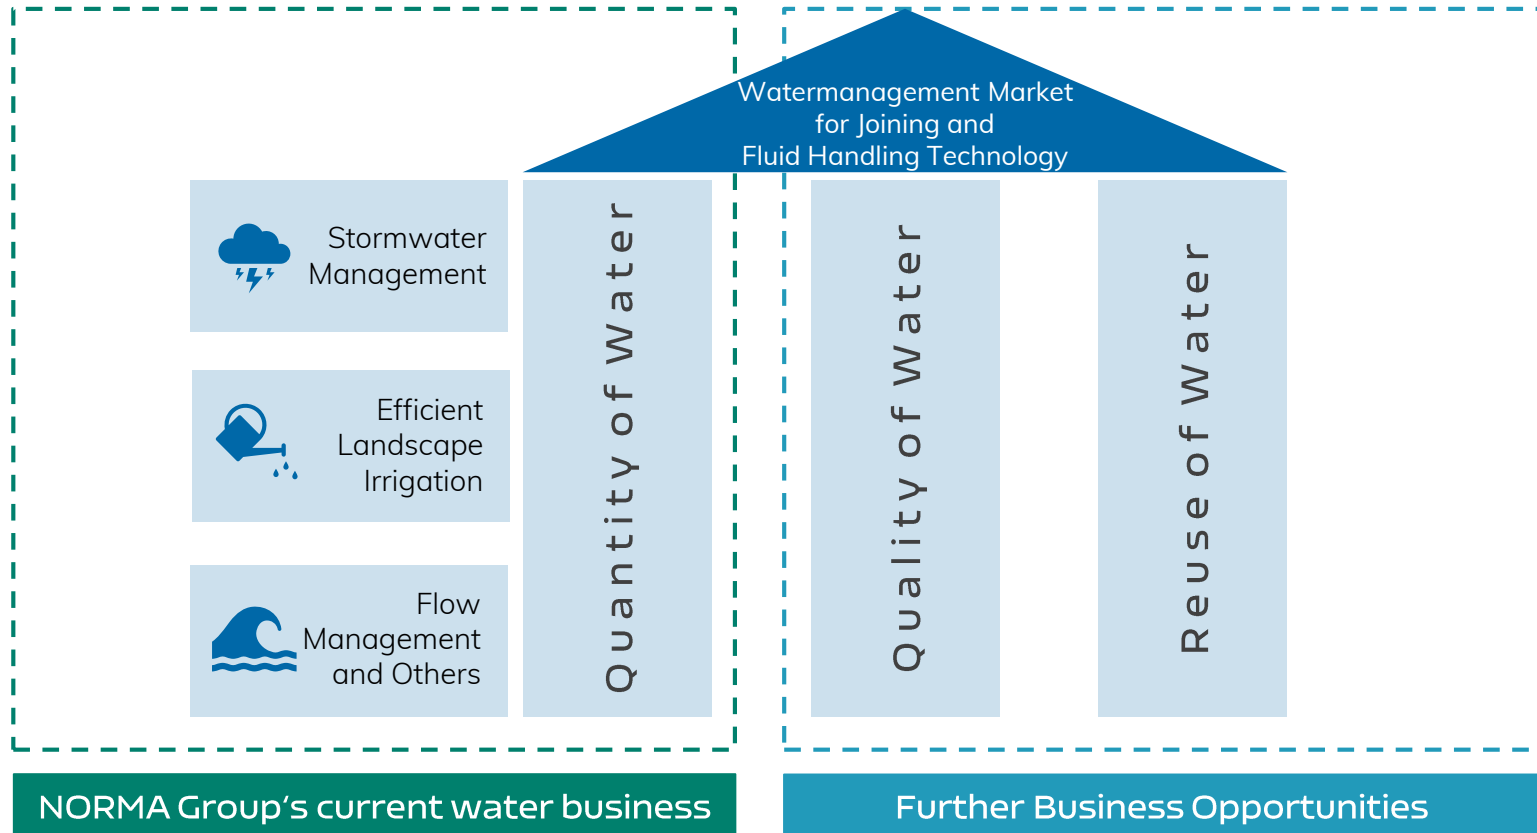 Watermanagement Market
for Joining and
Fluid Handling Technology
Stormwater
Management
Efficient
Landscape
Irrigation
Flow
Management
and Others
Quantity of Water
Quality of Water
Reuse of Water
NORMA Group‘s current water business
Further Business Opportunities